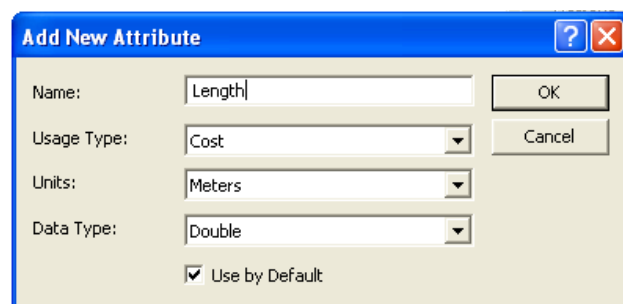 Add New Attribute
Name: Length OK
Usage Type: Cost Cancel
Units: Meters
Data Type: Double
Use by Default